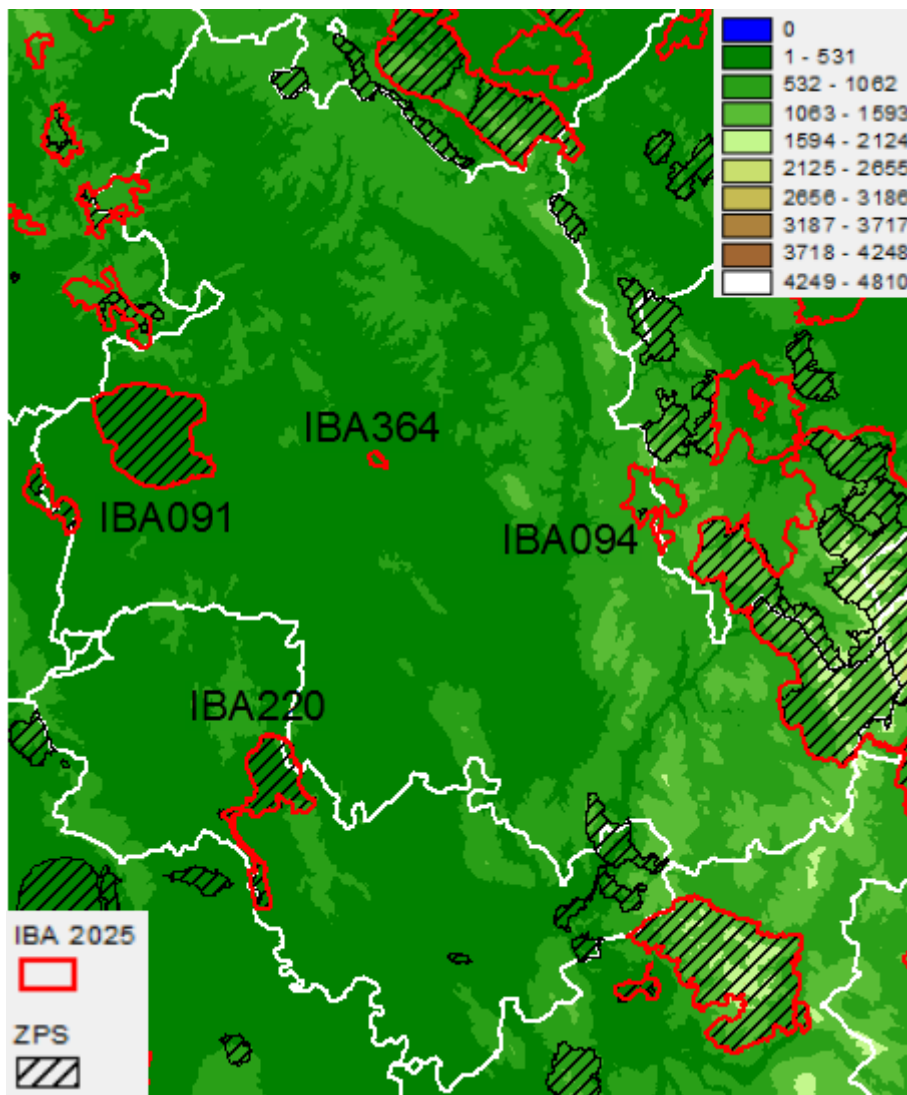 0
1 - 531
532 - 1062
1063 - 1593
1594 - 2124
2125 - 2655
2656 - 3186
3187 - 3717
3718 - 4248
4249 - 4810
IBA364
IBA091
IBA094
IBA220
IBA 2025
ZPS